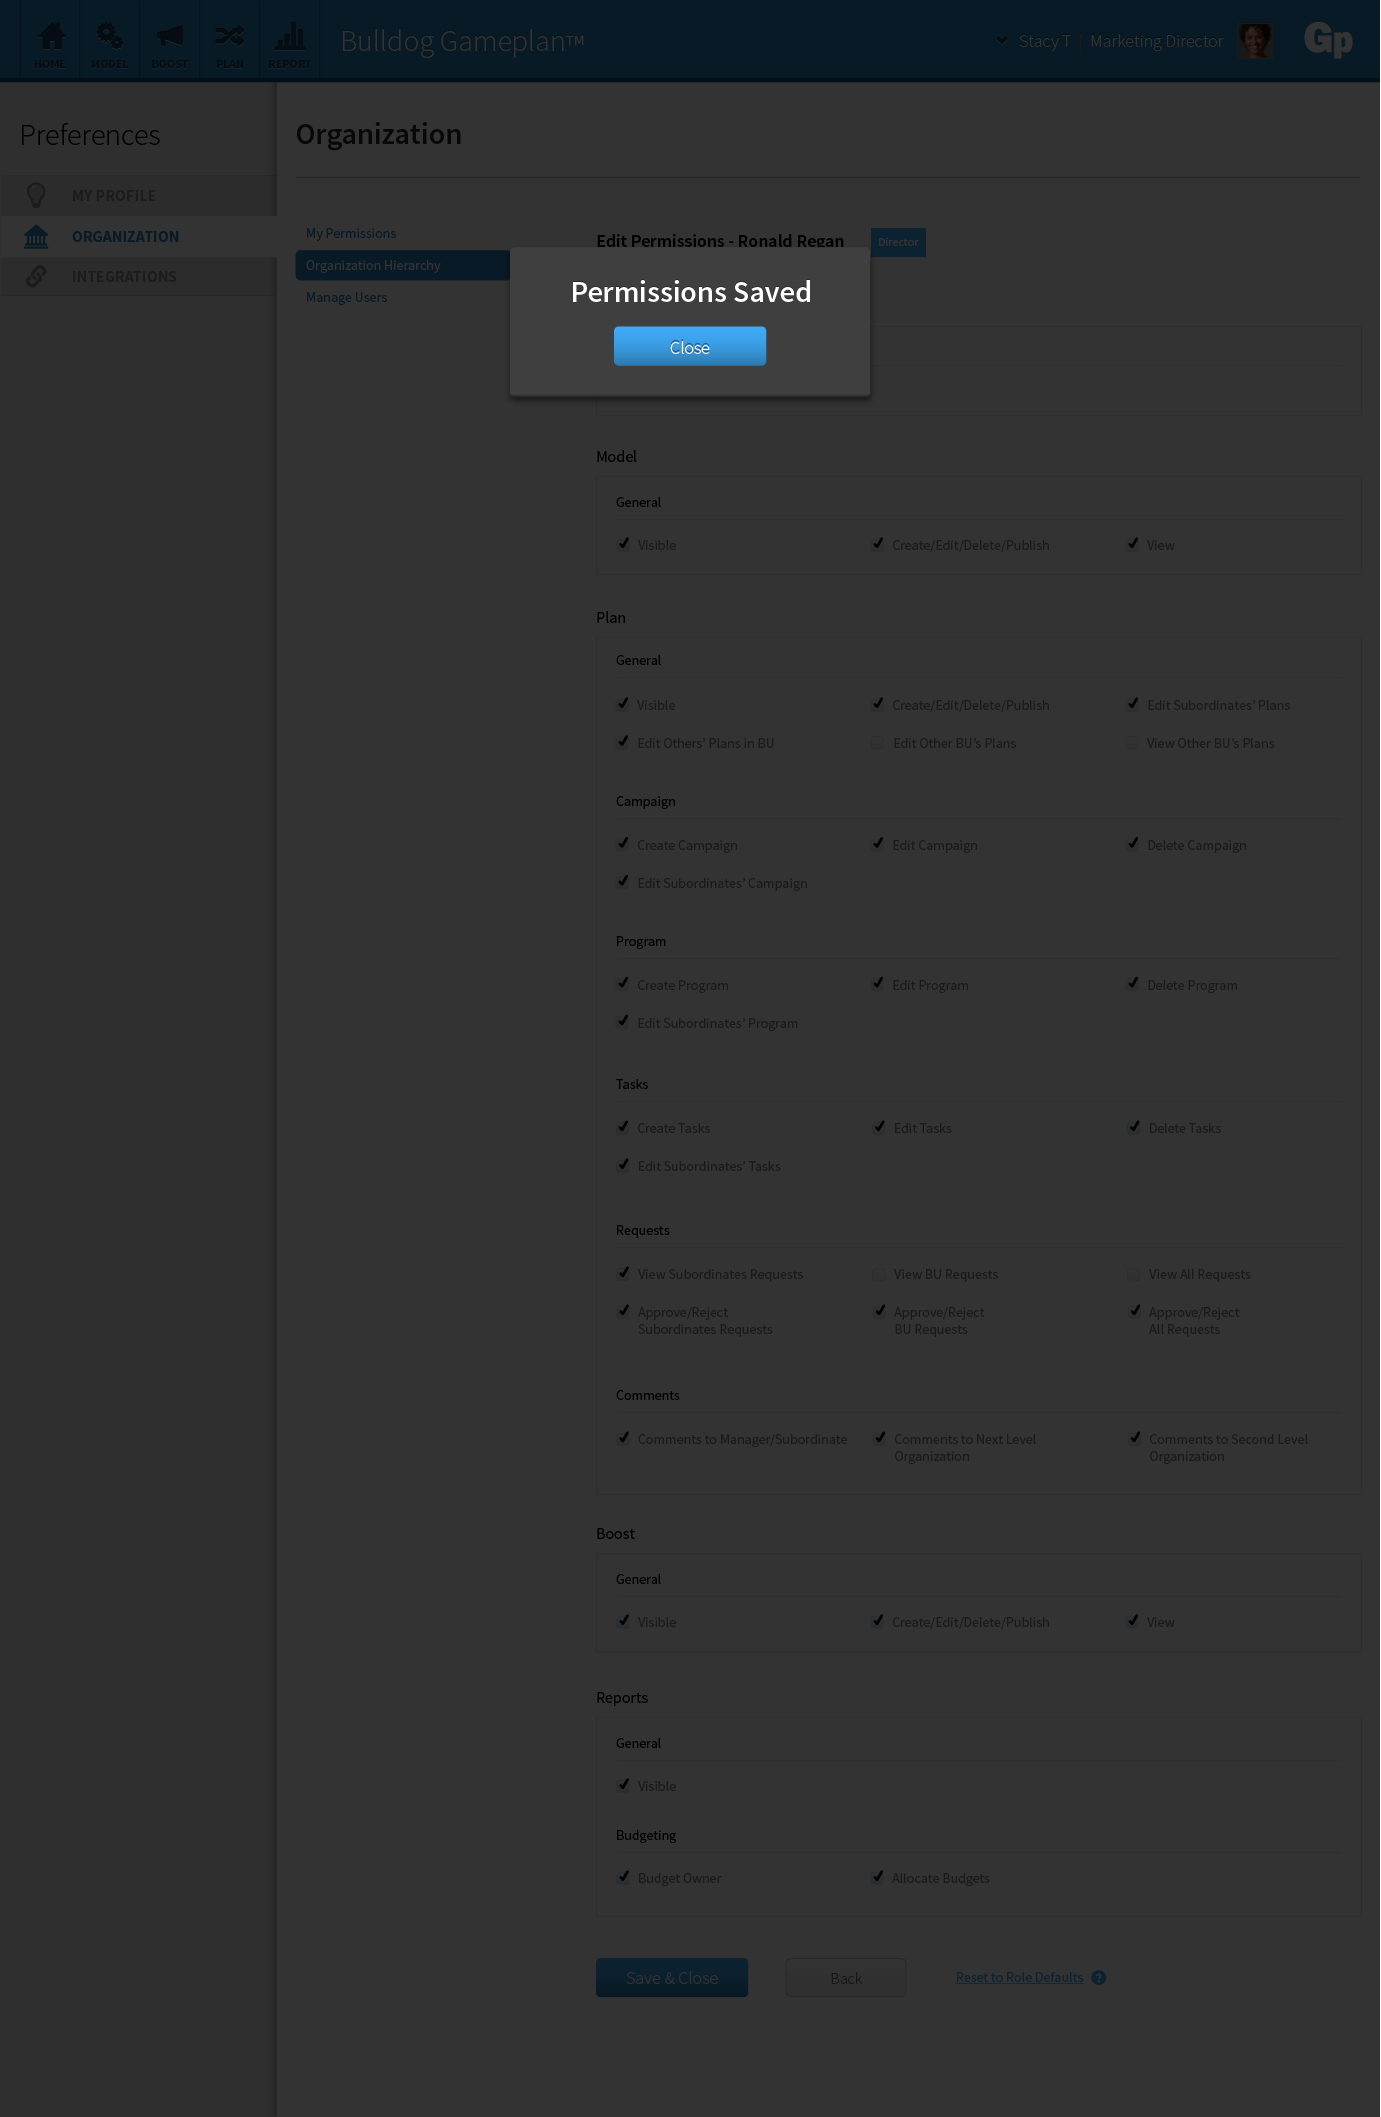 HOME MODEL BOOST PLAN REPORT
Bulldog Gameplan™
Stacy T | Marketing Director
Gp
Preferences
MY PROFILE
ORGANIZATION
INTEGRATIONS
Organization
My Permissions
Organization Hierarchy
Manage Users
Edit Permissions - Ronald Regan
Director
Permissions Saved
Close
Model
General
Visible
Create/Edit/Delete/Publish
View
Plan
General
Visible
Create/Edit/Delete/Publish
Edit Subordinates' Plans
Edit Others' Plans in BU
Edit Other BU's Plans
View Other BU's Plans
Campaign
Create Campaign
Edit Campaign
Delete Campaign
Edit Subordinates' Campaign
Program
Create Program
Edit Program
Delete Program
Edit Subordinates' Program
Tasks
Create Tasks
Edit Tasks
Delete Tasks
Edit Subordinates' Tasks
Requests
View Subordinates Requests
View BU Requests
View All Requests
Approve/Reject
Subordinates Requests
Approve/Reject
BU Requests
Approve/Reject
All Requests
Comments
Comments to Manager/Subordinate
Comments to Next Level
Organization
Comments to Second Level
Organization
Boost
General
Visible
Create/Edit/Delete/Publish
View
Reports
General
Visible
Budgeting
Budget Owner
Allocate Budgets
Save & Close
Back
Reset to Role Defaults ?